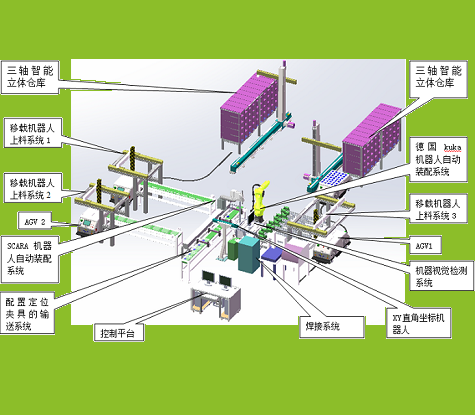 三轴智能
立体仓库
三轴智能
立体仓库
移载机器人
上料系统1
德国 kuka
机器人自动
装配系统
移载机器人
上料系统2
移载机器人
上料系统3
AGV 2
AGV1
SCARA 机器
人自动装配
系统
机器视觉检测
系统
配置定位
夹具的输
送系统
控制平台
焊接系统
XY直角坐标机
器人